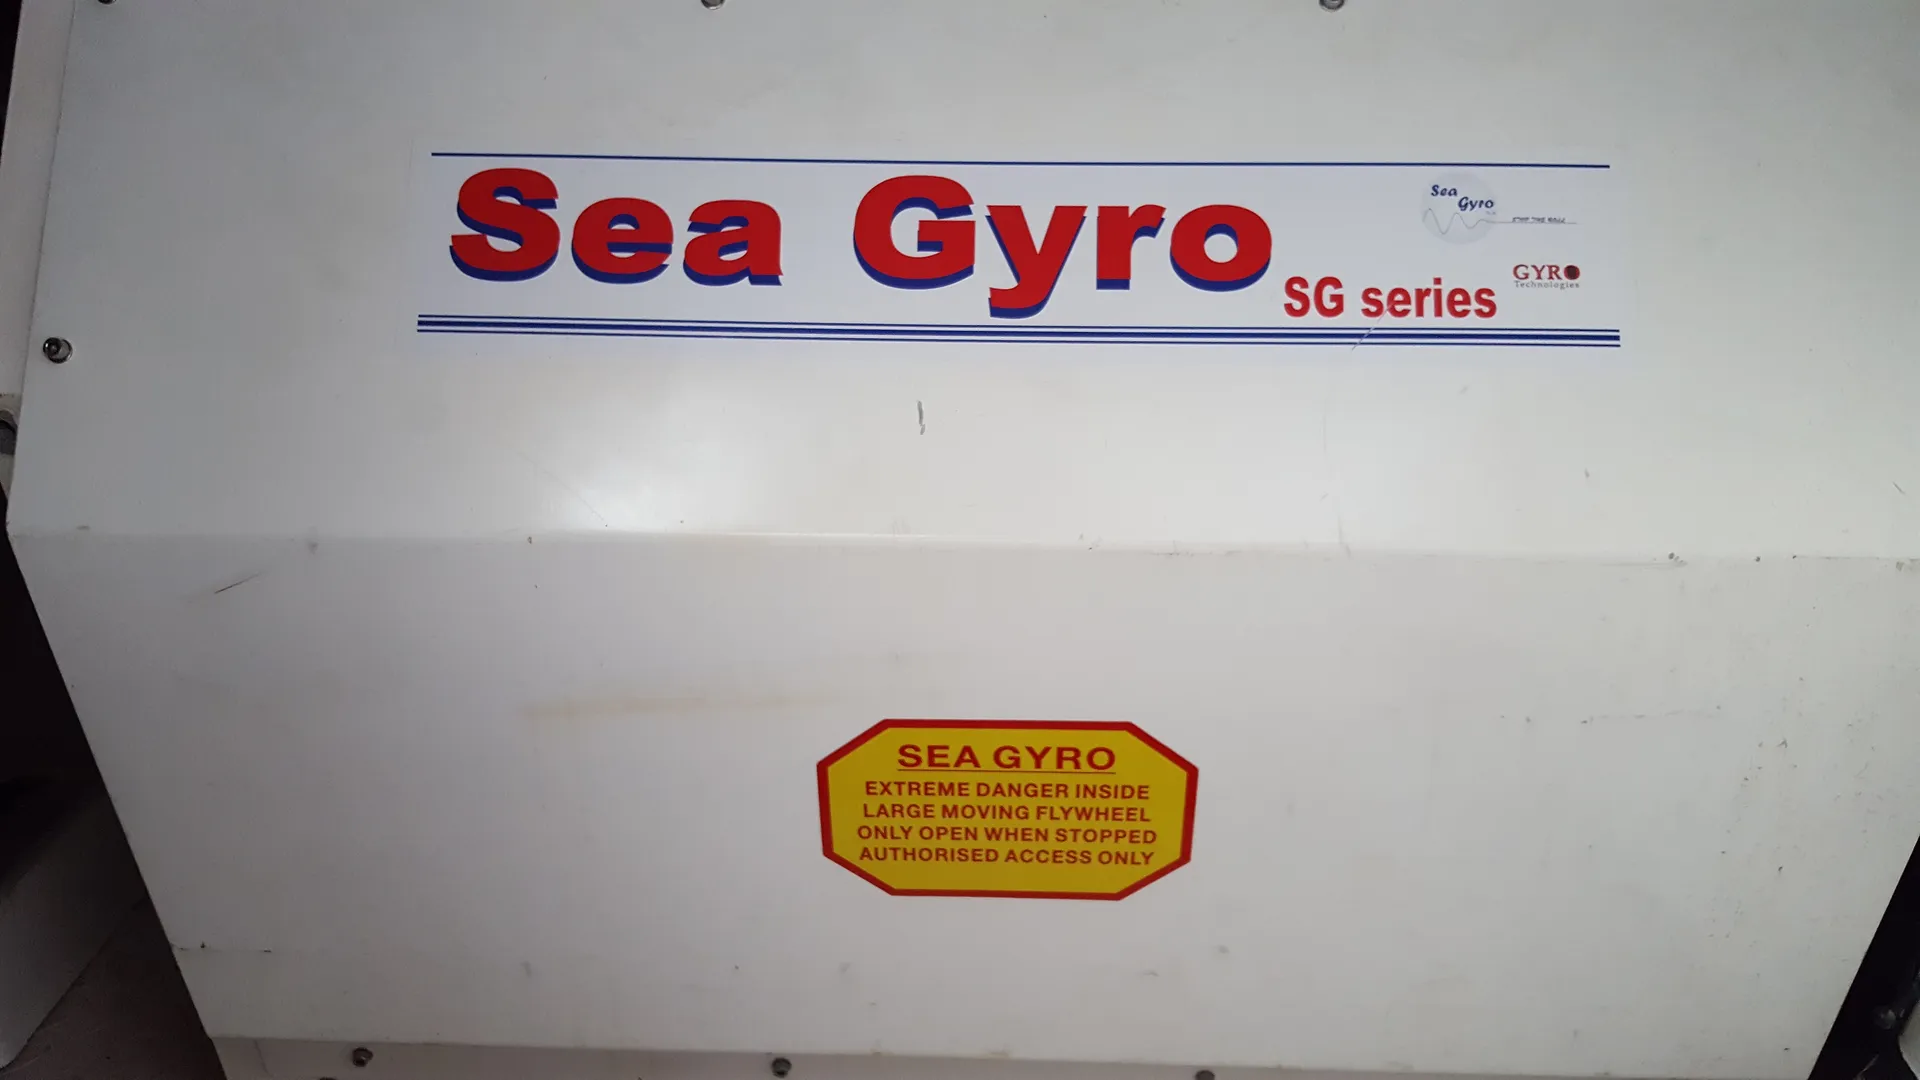 Sea Gyro
SG series
Sea
Gyro
GYRO
Technologies
SEA GYRO
EXTREME DANGER INSIDE
LARGE MOVING FLYWHEEL
ONLY OPEN WHEN STOPPED
AUTHORISED ACCESS ONLY